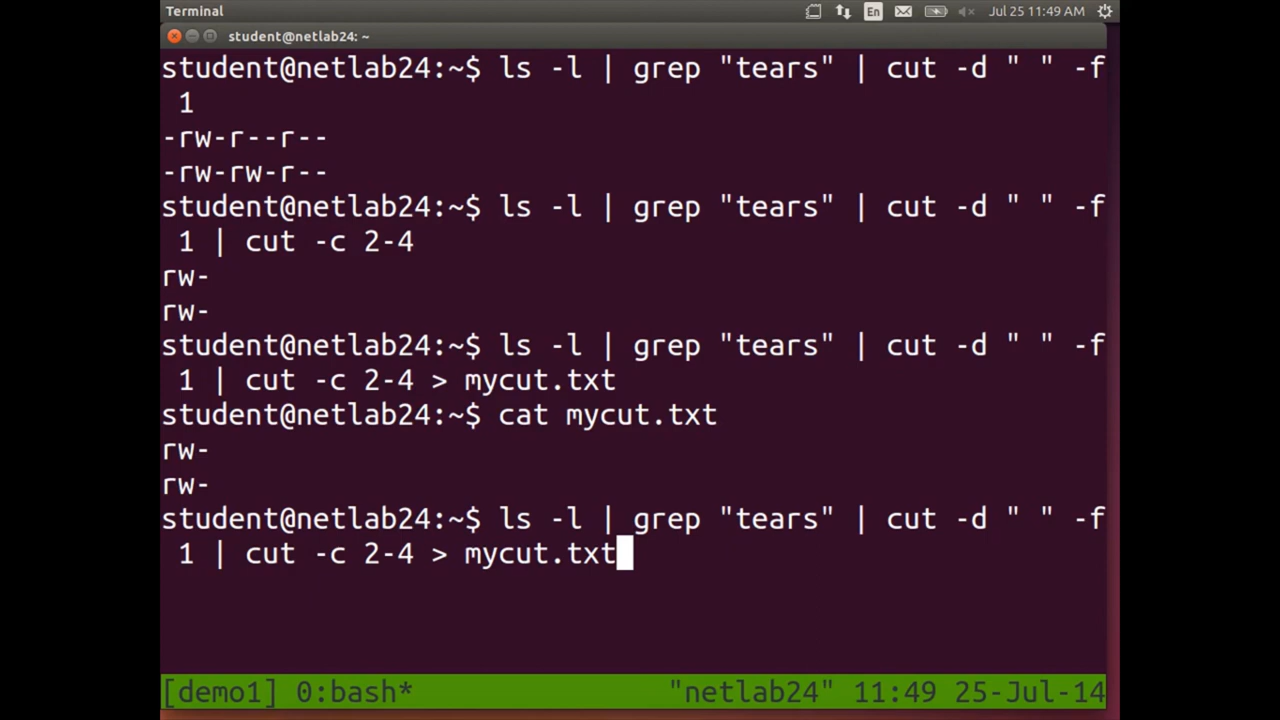 Terminal
En
Jul 25 11:49 AM
student@netlab24: ~
student@netlab24:~$ ls -l | grep "tears" | cut -d " " -f
 1
-rw-r--r--
-rw-rw-r--
student@netlab24:~$ ls -l | grep "tears" | cut -d " " -f
 1 | cut -c 2-4
rw-
rw-
student@netlab24:~$ ls -l | grep "tears" | cut -d " " -f
 1 | cut -c 2-4 > mycut.txt
student@netlab24:~$ cat mycut.txt
rw-
rw-
student@netlab24:~$ ls -l | grep "tears" | cut -d " " -f
 1 | cut -c 2-4 > mycut.txt
[demo1] 0:bash* "netlab24" 11:49 25-Jul-14